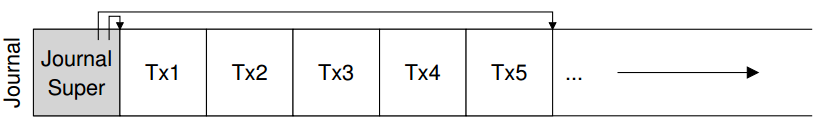 Journal
Journal
Super
Tx1
Tx2
Tx3
Tx4
Tx5
...